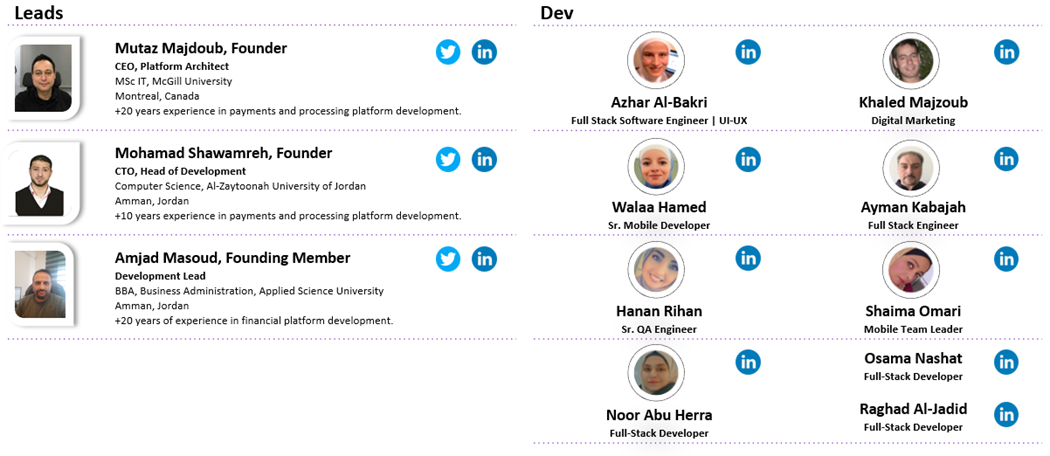 Leads
Mutaz Majdoub, Founder
CEO, Platform Architect
MSc IT, McGill University
Montreal, Canada
+20 years experience in payments and processing platform development.
Mohamad Shawamreh, Founder
CTO, Head of Development
Computer Science, Al-Zaytoonah University of Jordan
Amman, Jordan
+10 years experience in payments and processing platform development.
Amjad Masoud, Founding Member
Development Lead
BBA, Business Administration, Applied Science University
Amman, Jordan
+20 years of experience in financial platform development.
Dev
Azhar Al-Bakri
Full Stack Software Engineer | UI-UX
Khaled Majzoub
Digital Marketing
Walaa Hamed
Sr. Mobile Developer
Ayman Kabajah
Full Stack Engineer
Hanan Rihan
Sr. QA Engineer
Shaima Omari
Mobile Team Leader
Noor Abu Herra
Full-Stack Developer
Osama Nashat
Full-Stack Developer
Raghad Al-Jadid
Full-Stack Developer